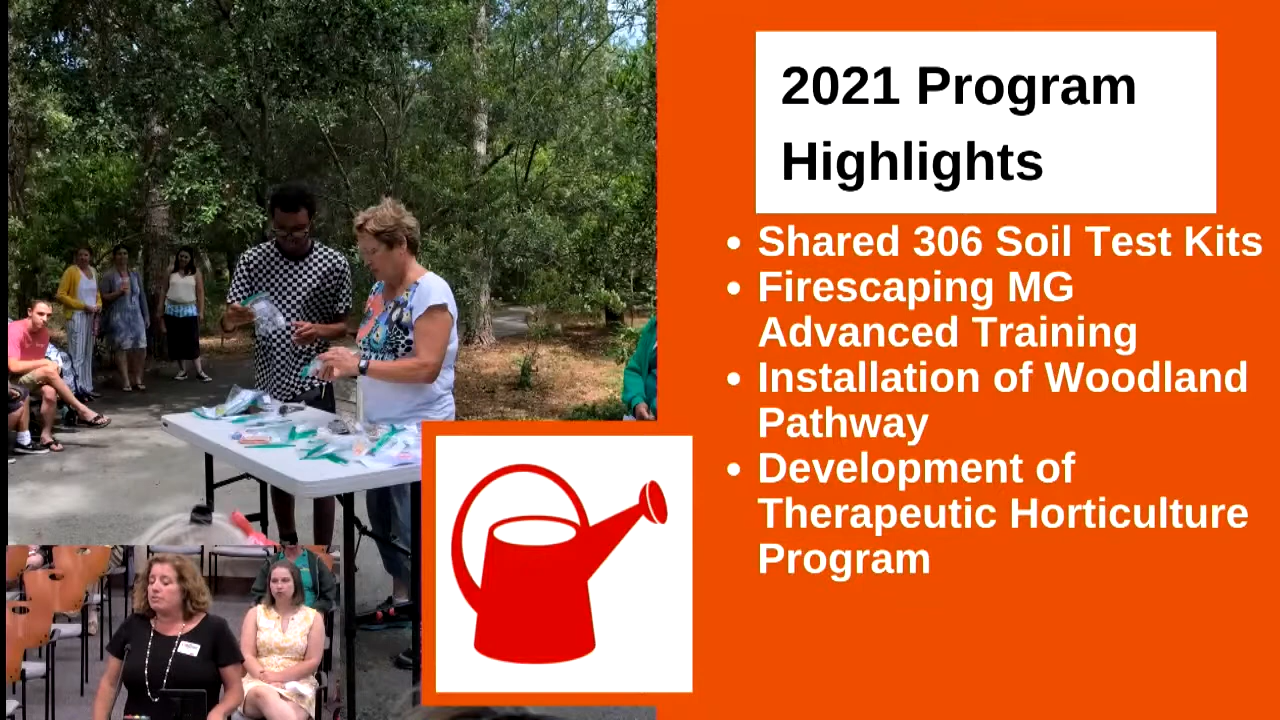 2021 Program
Highlights
• Shared 306 Soil Test Kits
• Firescaping MG
Advanced Training
• Installation of Woodland
Pathway
• Development of
Therapeutic Horticulture
Program